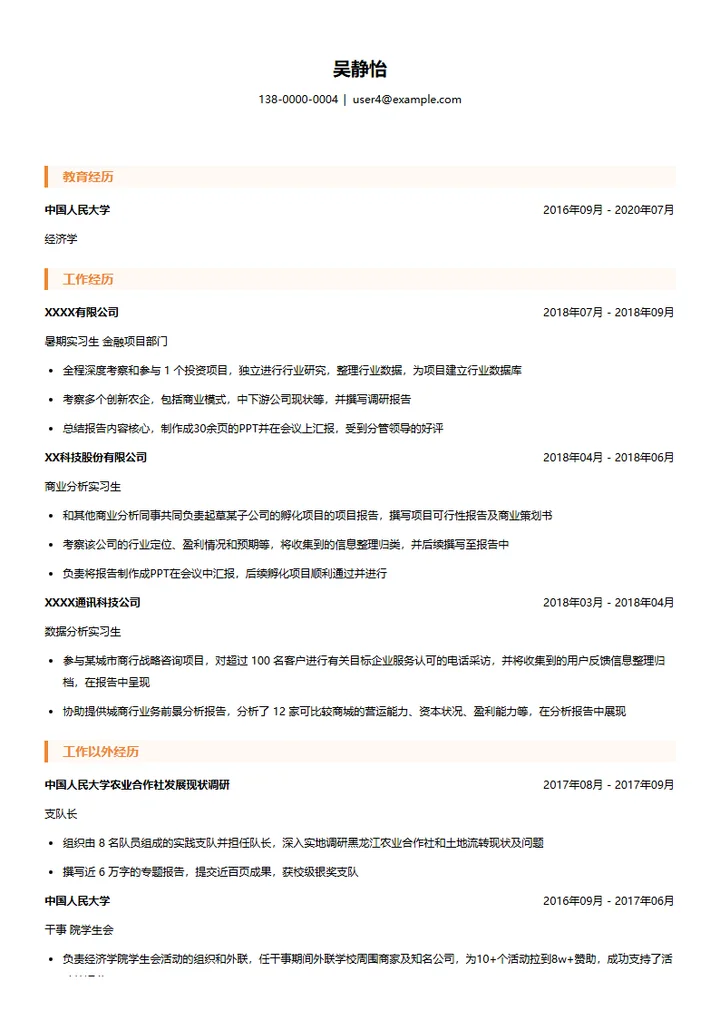 吴静怡
138-0000-0004 | user4@example.com
教育经历
中国人民大学 2016年09月 - 2020年07月
经济学
工作经历
XXXX有限公司 2018年07月 - 2018年09月
暑期实习生 金融项目部门
• 全程深度考察和参与 1 个投资项目，独立进行行业研究，整理行业数据，为项目建立行业数据库
• 考察多个创新农企，包括商业模式，中下游公司现状等，并撰写调研报告
• 总结报告内容核心，制作成30余页的PPT并在会议上汇报，受到分管领导的好评
XX科技股份有限公司 2018年04月 - 2018年06月
商业分析实习生
• 和其他商业分析同事共同负责起草某子公司的孵化项目的项目报告，撰写项目可行性报告及商业策划书
• 考察该公司的行业定位、盈利情况和预期等，将收集到的信息整理归类，并后续撰写至报告中
• 负责将报告制作成PPT在会议中汇报，后续孵化项目顺利通过并进行
XXXX通讯科技公司 2018年03月 - 2018年04月
数据分析实习生
• 参与某城市商行战略咨询项目，对超过 100 名客户进行有关目标企业服务认可的电话采访，并将收集到的用户反馈信息整理归
档，在报告中呈现
• 协助提供城商行业务前景分析报告，分析了 12 家可比较商城的营运能力、资本状况、盈利能力等，在分析报告中展现
工作以外经历
中国人民大学农业合作社发展现状调研 2017年08月 - 2017年09月
支队长
• 组织由 8 名队员组成的实践支队并担任队长，深入实地调研黑龙江农业合作社和土地流转现状及问题
• 撰写近 6 万字的专题报告，提交近百页成果，获校级银奖支队
中国人民大学 2016年09月 - 2017年06月
干事 院学生会
• 负责经济学院学生会活动的组织和外联，任干事期间外联学校周围商家及知名公司，为10+个活动拉到8w+赞助，成功支持了活